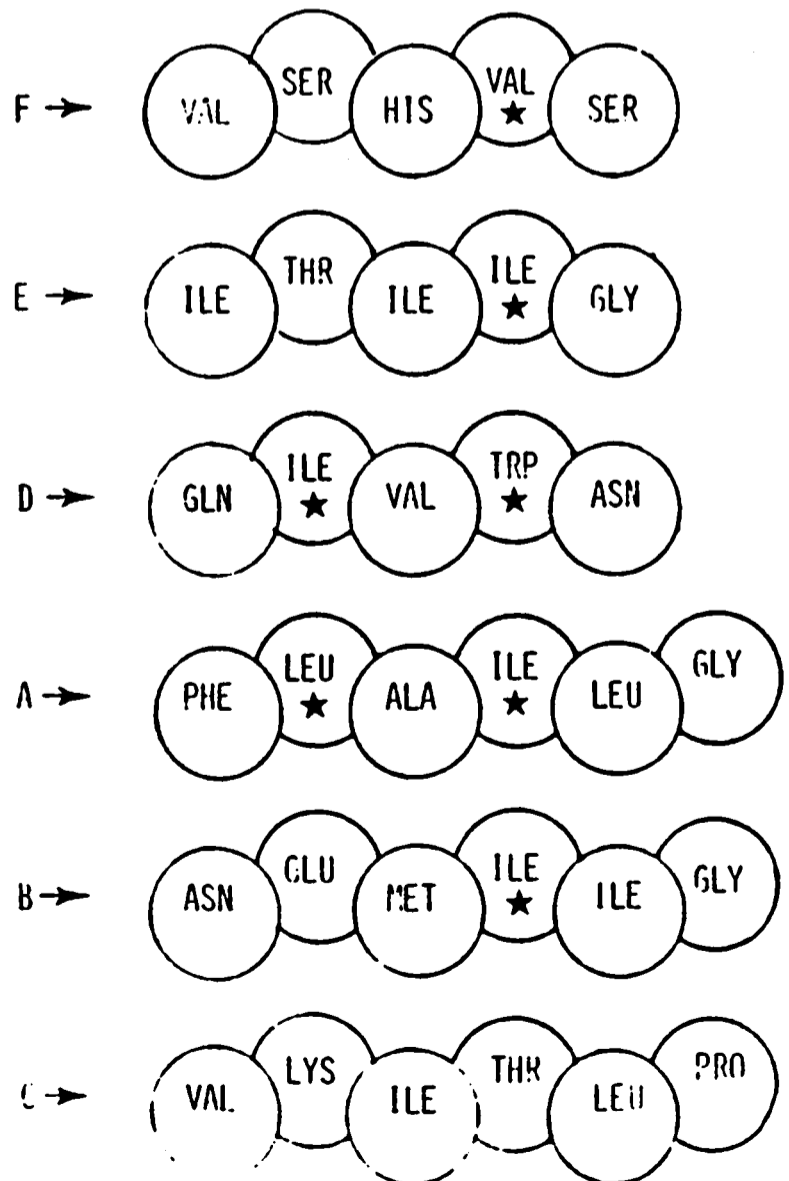 F → VAL SER HIS VAL ★ SER
E → ILE THR ILE ILE ★ GLY
D → GLN ILE ★ VAL TRP ★ ASN
A → PHE LEU ★ ALA ILE ★ LEU GLY
B → ASN GLU MET ILE ★ ILE GLY
C → VAL LYS ILE THR LEU PRO